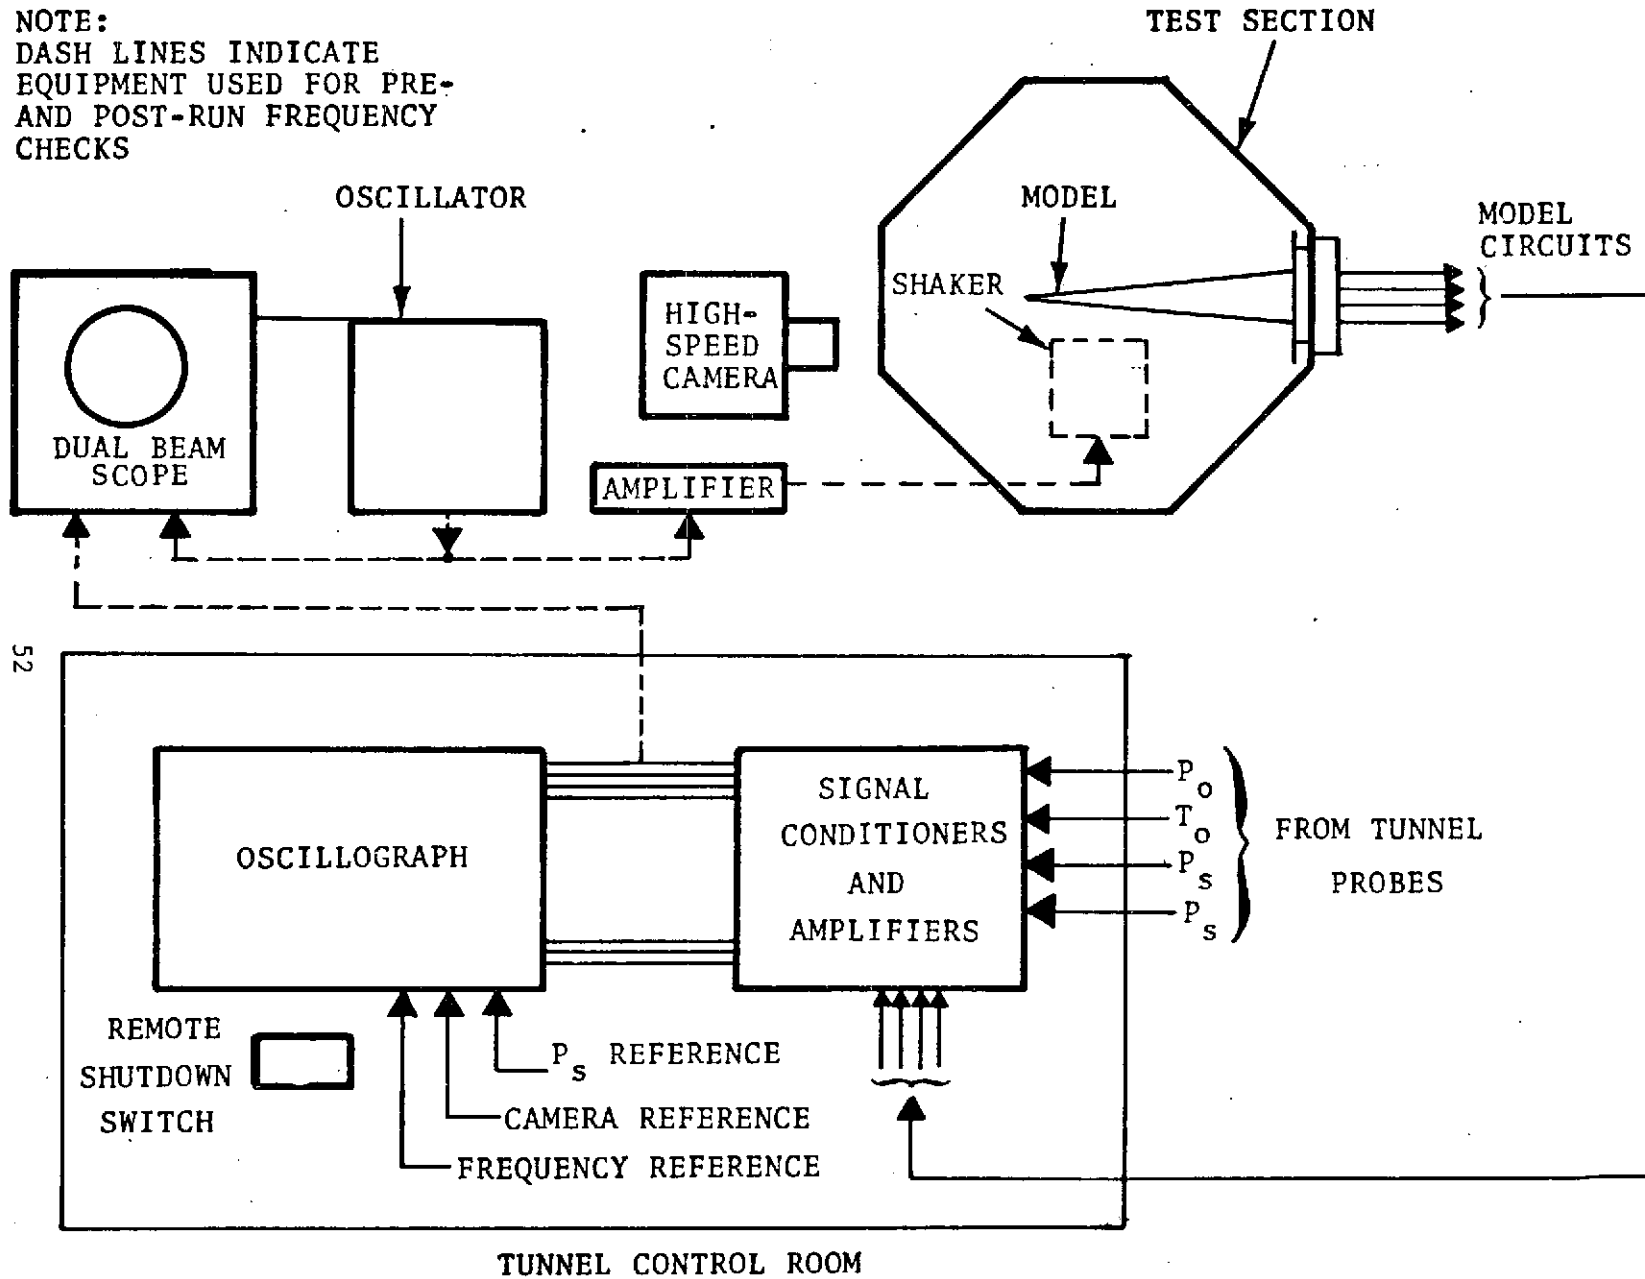 NOTE:
DASH LINES INDICATE
EQUIPMENT USED FOR PRE-
AND POST-RUN FREQUENCY
CHECKS
TEST SECTION
OSCILLATOR
MODEL
MODEL
CIRCUITS
SHAKER
HIGH-
SPEED
CAMERA
DUAL BEAM
SCOPE
AMPLIFIER
52
OSCILLOGRAPH
SIGNAL
CONDITIONERS
AND
AMPLIFIERS
Po
To
Ps
Ps
FROM TUNNEL
PROBES
REMOTE
SHUTDOWN
SWITCH
Ps REFERENCE
CAMERA REFERENCE
FREQUENCY REFERENCE
TUNNEL CONTROL ROOM